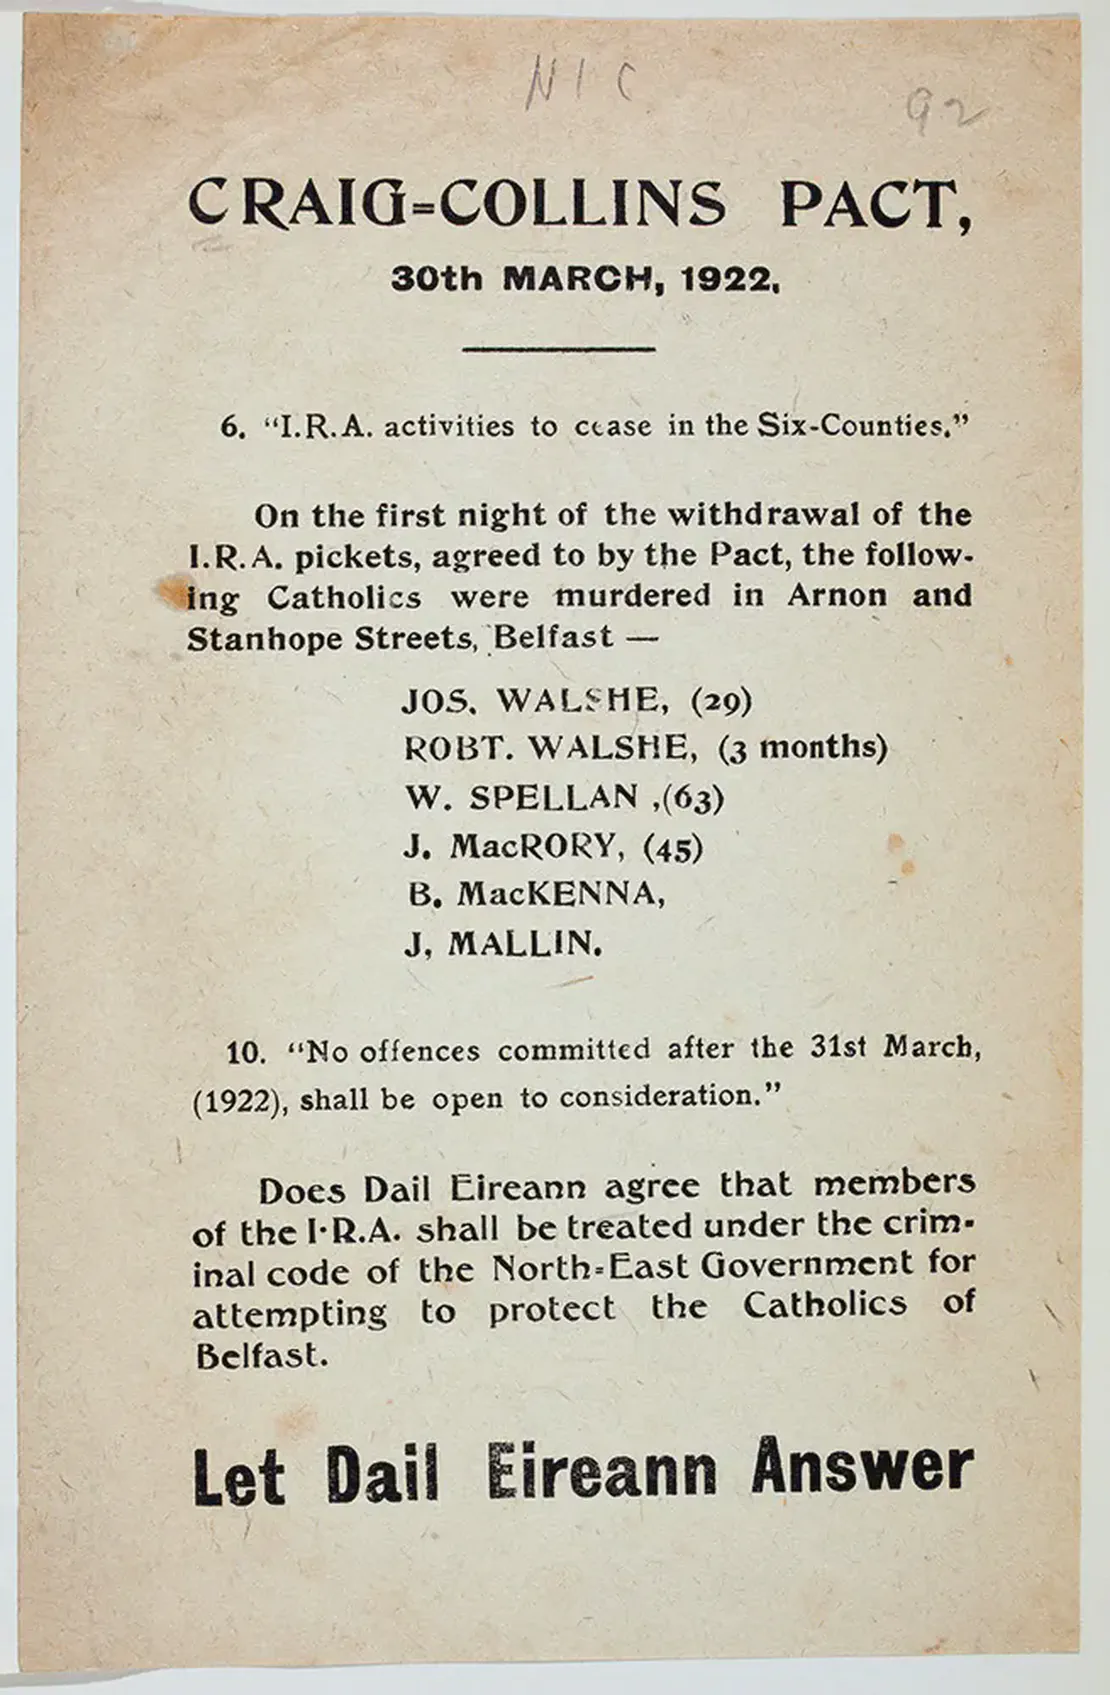 NIC
92
CRAIG=COLLINS PACT,
30th MARCH, 1922.
6. “I.R.A. activities to cease in the Six-Counties.”
On the first night of the withdrawal of the
I.R.A. pickets, agreed to by the Pact, the follow-
ing Catholics were murdered in Arnon and
Stanhope Streets, Belfast —
JOS. WALSHE, (29)
ROBT. WALSHE, (3 months)
W. SPELLAN ,(63)
J. MacRORY, (45)
B. MacKENNA,
J, MALLIN.
10. “No offences committed after the 31st March,
(1922), shall be open to consideration.”
Does Dail Eireann agree that members
of the I·R.A. shall be treated under the crim-
inal code of the North=East Government for
attempting to protect the Catholics of
Belfast.
Let Dail Eireann Answer